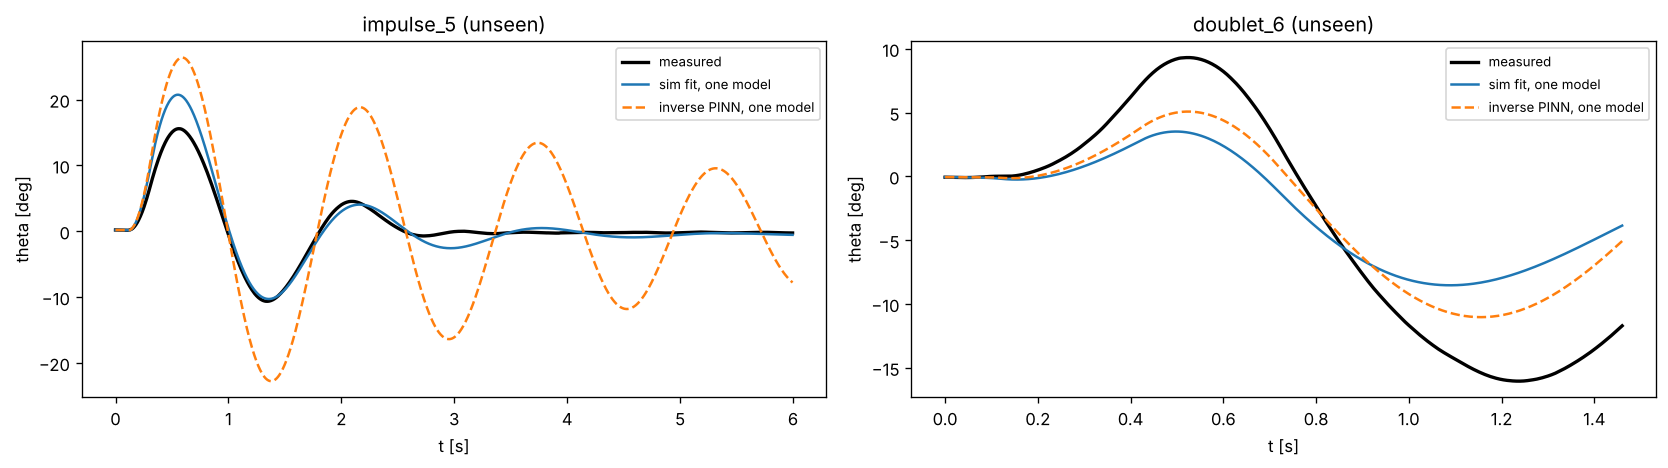 impulse_5 (unseen)
measured
sim fit, one model
inverse PINN, one model
theta [deg]
20
10
0
−10
−20
0
1
2
3
4
5
6
t [s]
doublet_6 (unseen)
measured
sim fit, one model
inverse PINN, one model
theta [deg]
10
5
0
−5
−10
−15
0.0
0.2
0.4
0.6
0.8
1.0
1.2
1.4
t [s]